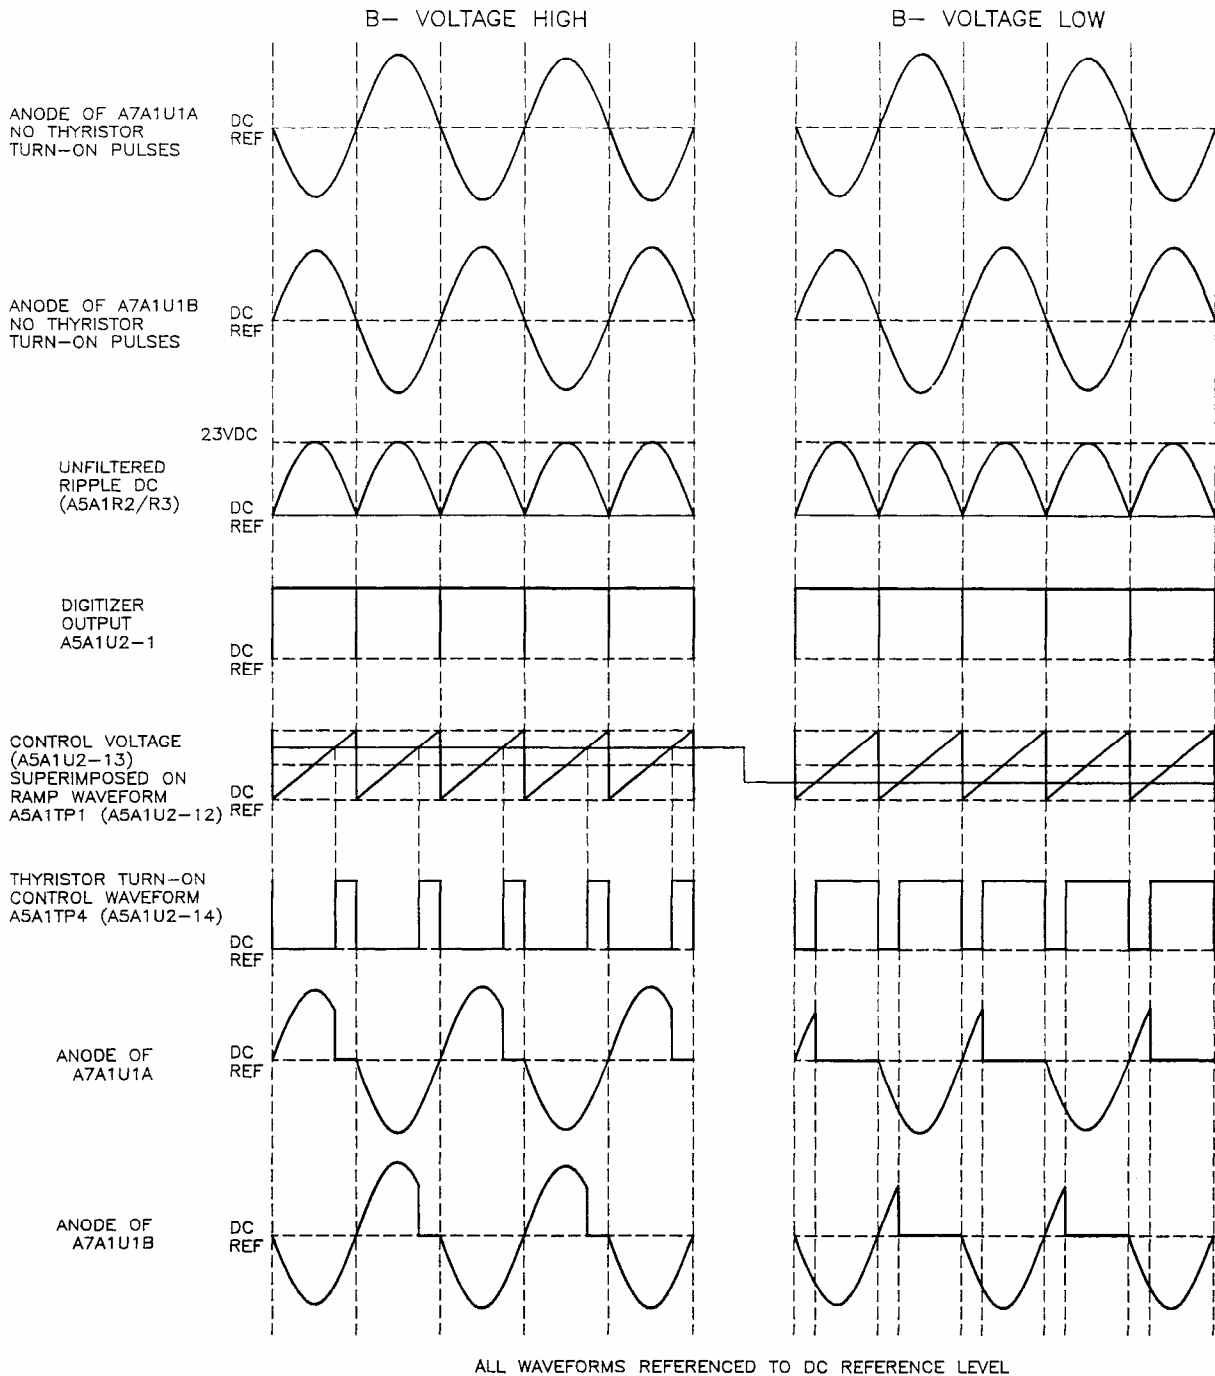 B- VOLTAGE HIGH
B- VOLTAGE LOW
ANODE OF A7A1U1A
NO THYRISTOR
TURN-ON PULSES
DC
REF
ANODE OF A7A1U1B
NO THYRISTOR
TURN-ON PULSES
DC
REF
23VDC
UNFILTERED
RIPPLE DC
(A5A1R2/R3)
DC
REF
DIGITIZER
OUTPUT
A5A1U2-1
DC
REF
CONTROL VOLTAGE
(A5A1U2-13)
SUPERIMPOSED ON
RAMP WAVEFORM
A5A1TP1 (A5A1U2-12)
DC
REF
THYRISTOR TURN-ON
CONTROL WAVEFORM
A5A1TP4 (A5A1U2-14)
DC
REF
ANODE OF
A7A1U1A
DC
REF
ANODE OF
A7A1U1B
DC
REF
ALL WAVEFORMS REFERENCED TO DC REFERENCE LEVEL